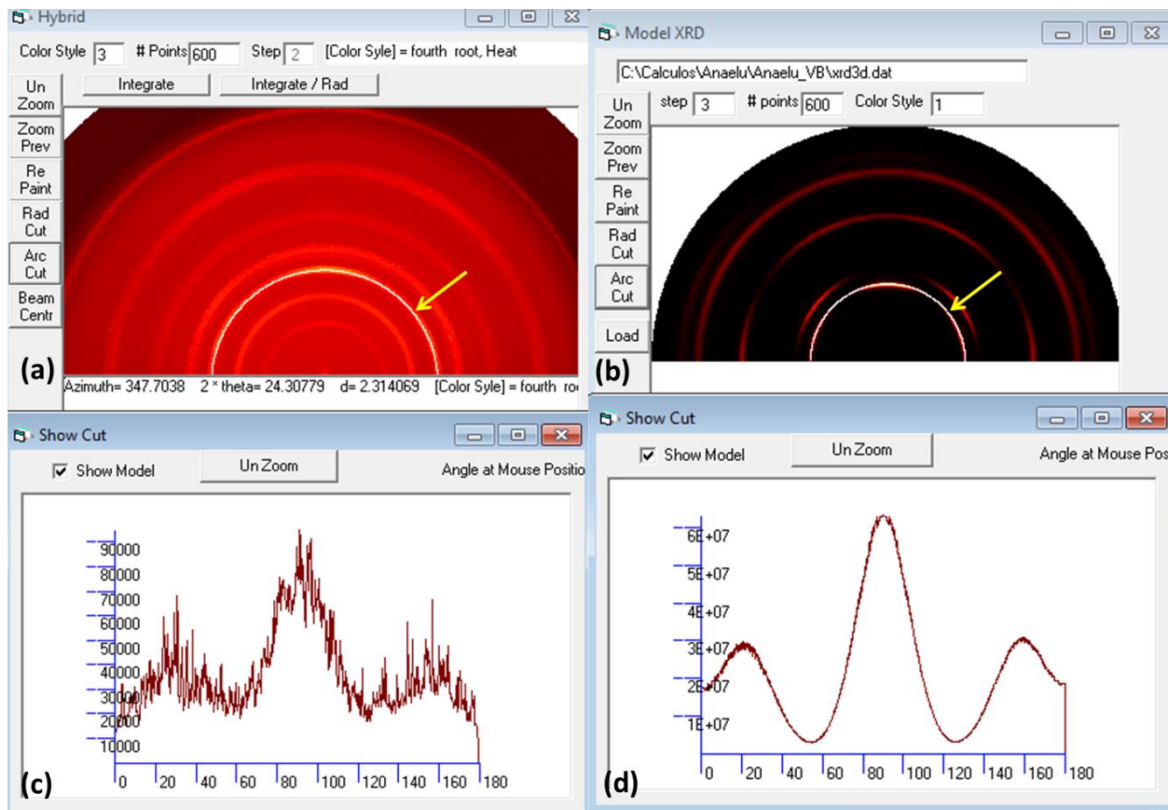 Hybrid
Color Style 3 # Points 600 Step 2 [Color Syle] = fourth root, Heat
Integrate Integrate / Rad
Un Zoom
Zoom Prev
Re Paint
Rad Cut
Arc Cut
Beam Centr
(a)
Azimuth= 347.7038 2 * theta= 24.30779 d= 2.314069 [Color Syle] = fourth roo
Model XRD
C:\Calculos\Anaelu\Anaelu_VB\xrd3d.dat
step 3 # points 600 Color Style 1
Un Zoom
Zoom Prev
Re Paint
Rad Cut
Arc Cut
Load
(b)
Show Cut
Show Model Un Zoom Angle at Mouse Positio
90000
80000
70000
60000
50000
40000
30000
20000
10000
0 20 40 60 80 100 120 140 160 180
(c)
Show Cut
Show Model Un Zoom Angle at Mouse Pos
6E+07
5E+07
4E+07
3E+07
2E+07
1E+07
0 20 40 60 80 100 120 140 160 180
(d)